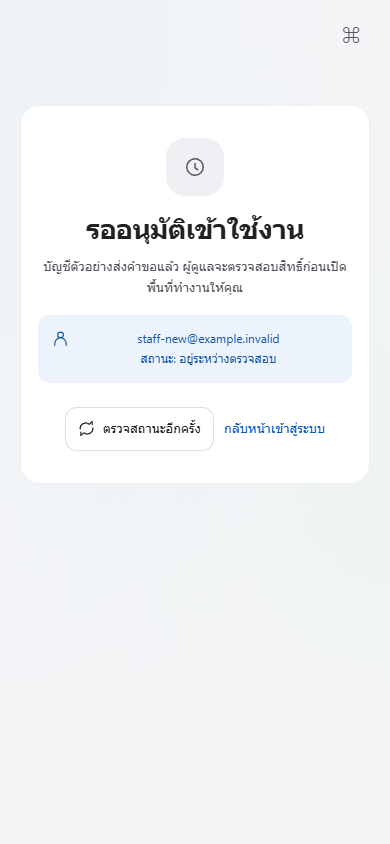 รออนุมัติเข้าใช้งาน
บัญชีตัวอย่างส่งคำขอแล้ว ผู้ดูแลจะตรวจสอบสิทธิ์ก่อนเปิด
พื้นที่ทำงานให้คุณ
staff-new@example.invalid
สถานะ: อยู่ระหว่างตรวจสอบ
ตรวจสถานะอีกครั้ง
กลับหน้าเข้าสู่ระบบ